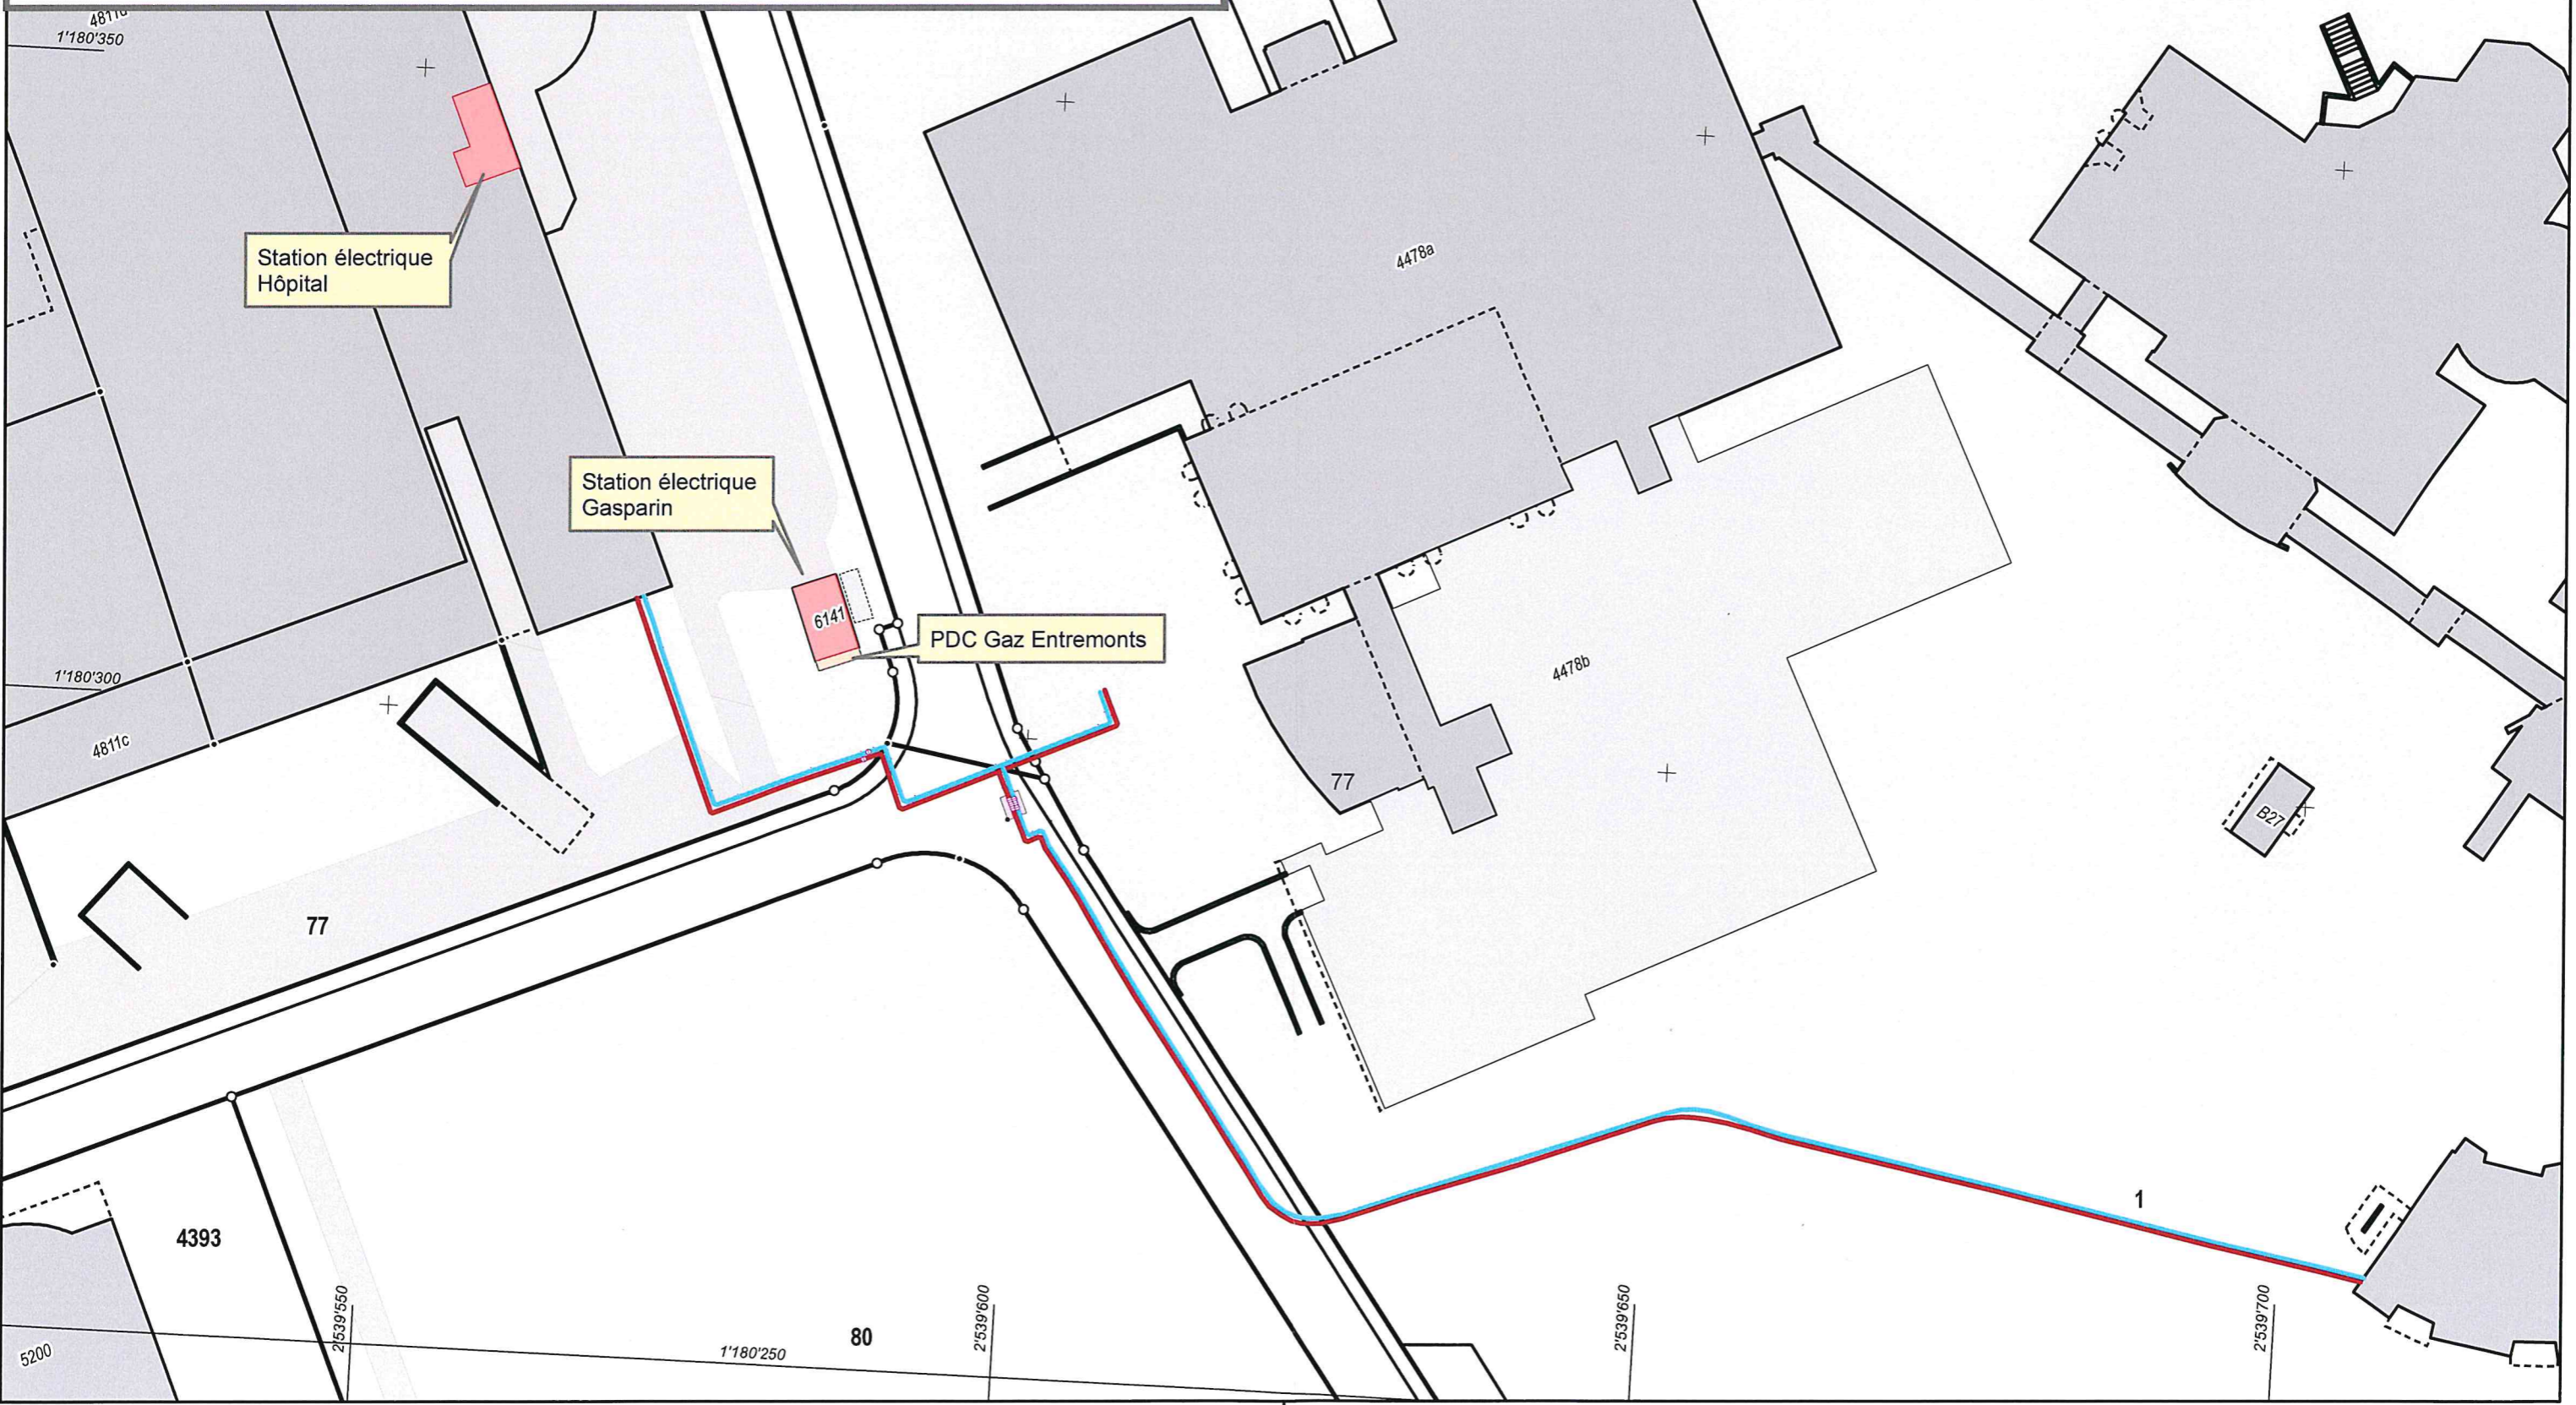 1'180'350
4478a
Station électrique
Hôpital
Station électrique
Gasparin
6141
PDC Gaz Entremonts
4478b
1'180'300
4811c
77
B27
77
1
4393
2'539'550
2'539'600
2'539'650
2'539'700
80
1'180'250
5200